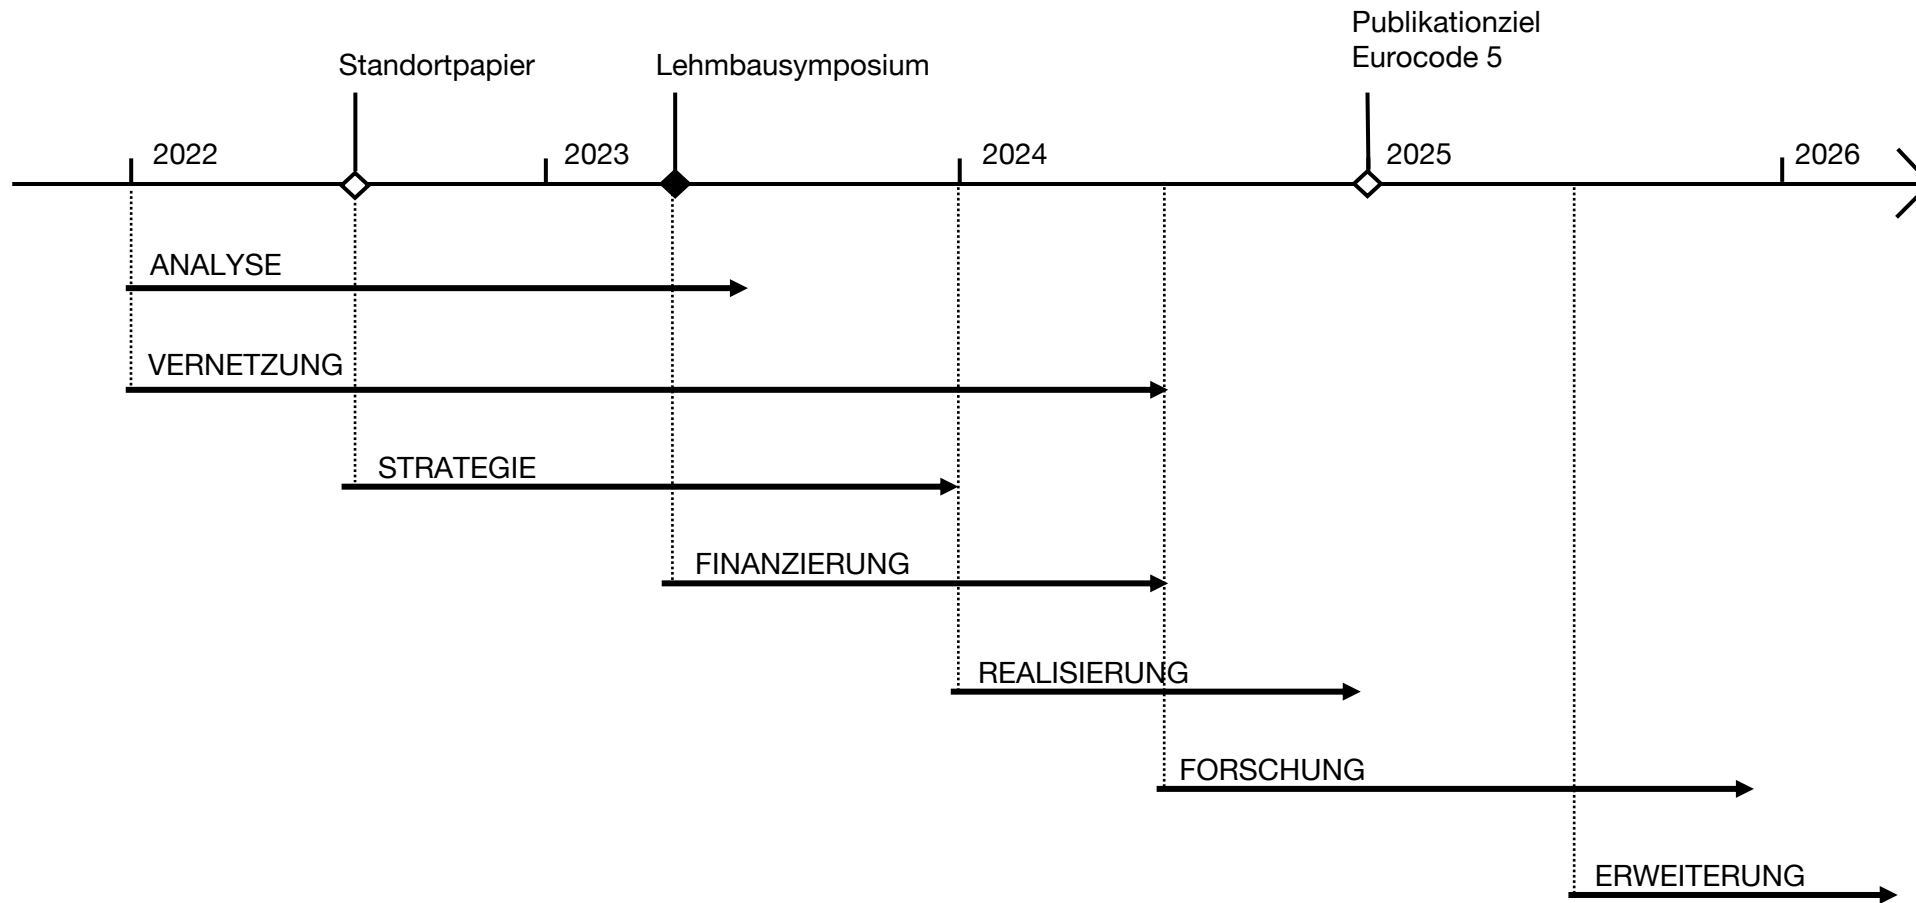 Publikationziel
Eurocode 5
Standortpapier
Lehmbausymposium
2022
2023
2024
2025
2026
ANALYSE
VERNETZUNG
STRATEGIE
FINANZIERUNG
REALISIERUNG
FORSCHUNG
ERWEITERUNG